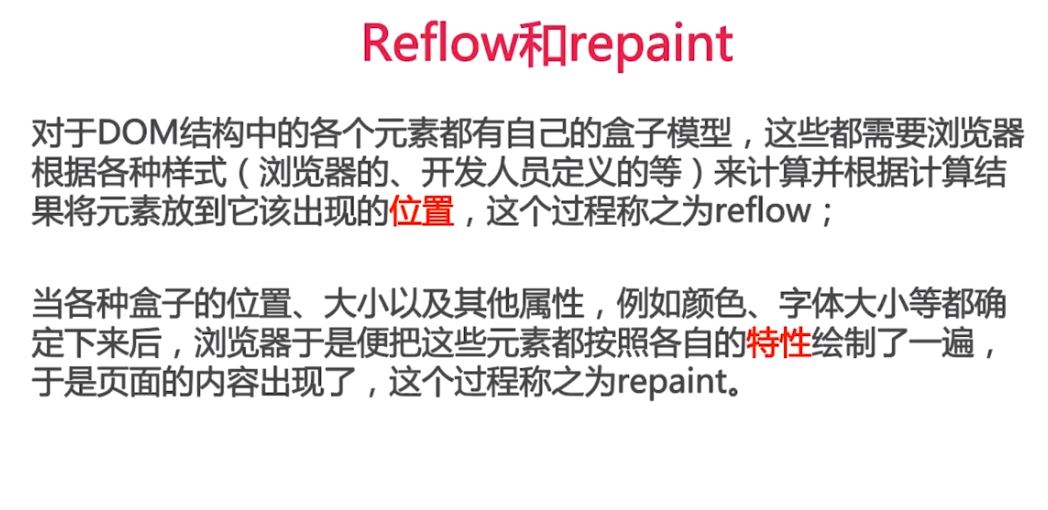 Reflow和repaint
对于DOM结构中的各个元素都有自己的盒子模型，这些都需要浏览器
根据各种样式（浏览器的、开发人员定义的等）来计算并根据计算结
果将元素放到它该出现的位置，这个过程称之为reflow；
当各种盒子的位置、大小以及其他属性，例如颜色、字体大小等都确
定下来后，浏览器于是便把这些元素都按照各自的特性绘制了一遍，
于是页面的内容出现了，这个过程称之为repaint。